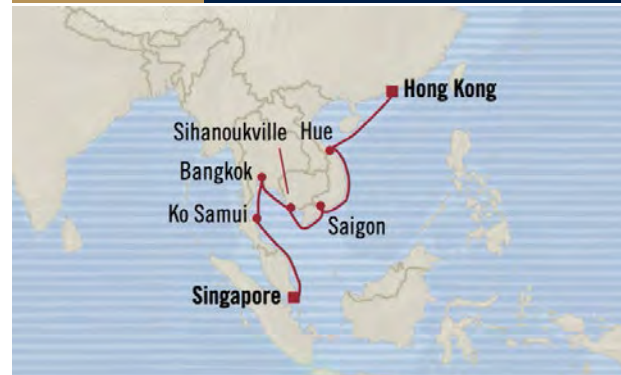 Hong Kong
Sihanoukville Hue
Bangkok
Ko Samui
Saigon
Singapore